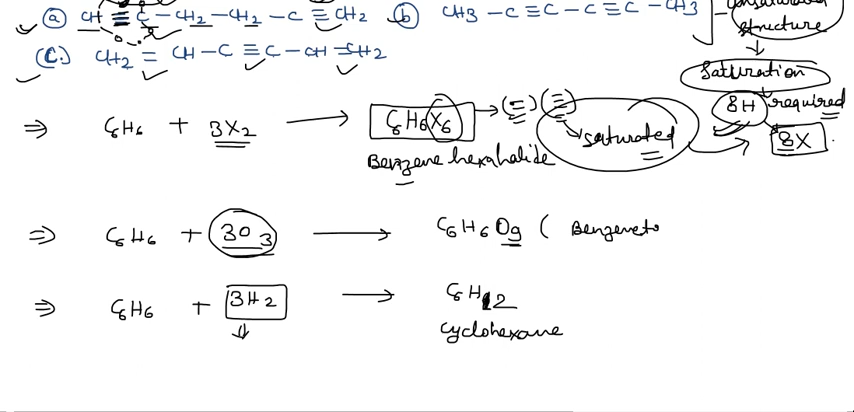 ⓐ CH ≡ C − CH2 − CH2 − C ≡ CH2 ⓑ CH3 − C ≡ C − C ≡ C − CH3
structure
(C.) CH2 = CH − C ≡ C − CH = CH2
Saturation
8H required
⇒ C6H6 + 3X2 → C6H6X6 → (=) (≡) saturated 8X
Benzene hexahalide
⇒ C6H6 + 3O3 → C6H6O9 ( Benzeneto
⇒ C6H6 + 3H2 → C6H12
cyclohexane